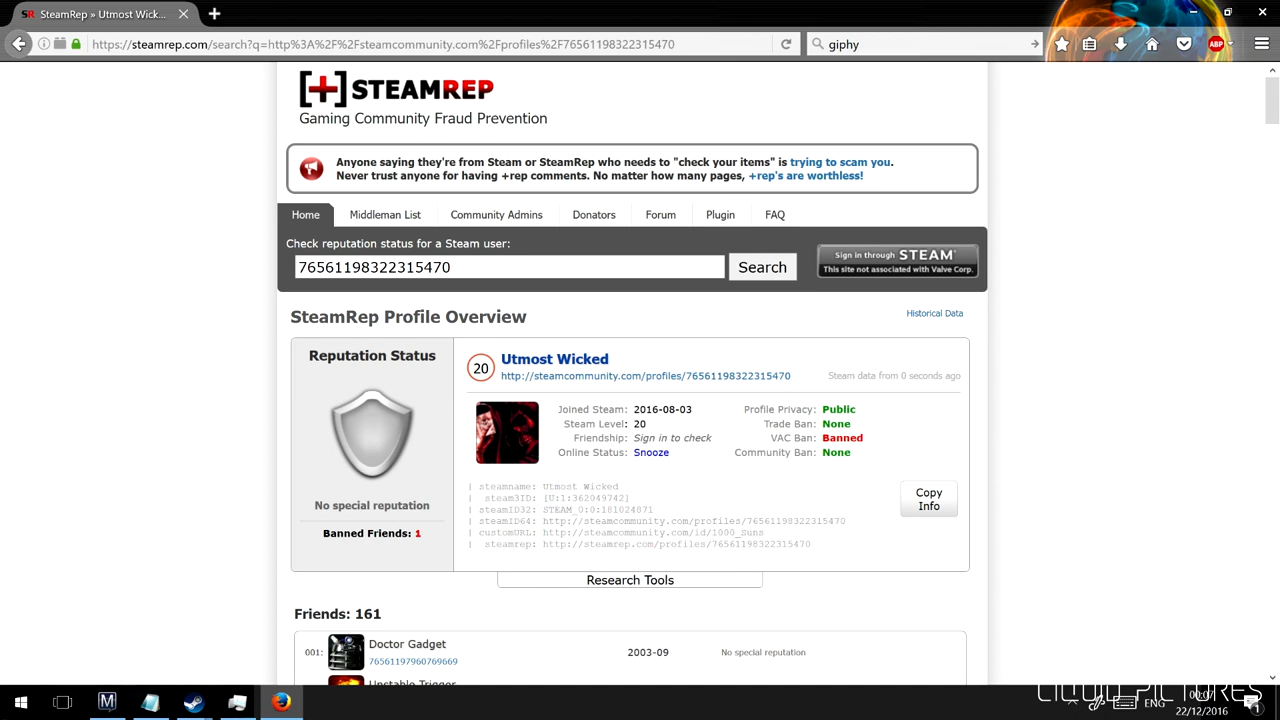 SteamRep » Utmost Wick...
https://steamrep.com/search?q=http%3A%2F%2Fsteamcommunity.com%2Fprofiles%2F76561198322315470
giphy
ABP
[+] STEAMREP
Gaming Community Fraud Prevention
Anyone saying they're from Steam or SteamRep who needs to "check your items" is trying to scam you.
Never trust anyone for having +rep comments. No matter how many pages, +rep's are worthless!
Home Middleman List Community Admins Donators Forum Plugin FAQ
Check reputation status for a Steam user:
76561198322315470 Search
Sign in through STEAM
This site not associated with Valve Corp.
SteamRep Profile Overview
Historical Data
Reputation Status
No special reputation
Banned Friends: 1
20 Utmost Wicked
http://steamcommunity.com/profiles/76561198322315470 Steam data from 0 seconds ago
Joined Steam: 2016-08-03 Profile Privacy: Public
Steam Level: 20 Trade Ban: None
Friendship: Sign in to check VAC Ban: Banned
Online Status: Snooze Community Ban: None
| steamname: Utmost Wicked
| steam3ID: [U:1:362049742]
| steamID32: STEAM_0:0:181024871
| steamID64: http://steamcommunity.com/profiles/76561198322315470
| customURL: http://steamcommunity.com/id/1000_Suns
| steamrep: http://steamrep.com/profiles/76561198322315470
Copy
Info
Research Tools
Friends: 161
001: Doctor Gadget
76561197960769669
2003-09 No special reputation
Unstable Trigger
LIQUID PICTURES
ENG
00:07
22/12/2016